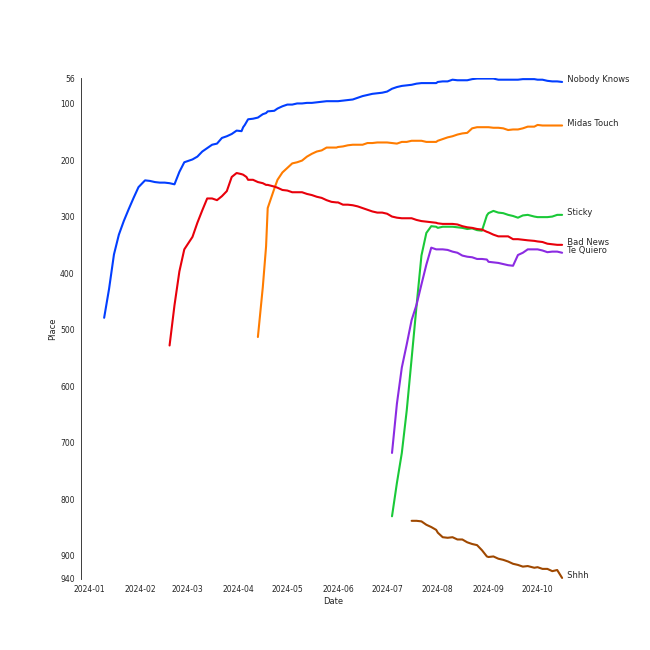 56
100
200
300
400
500
600
700
800
900
940
Place
2024-01
2024-02
2024-03
2024-04
2024-05
2024-06
2024-07
2024-08
2024-09
2024-10
Date
Nobody Knows
Midas Touch
Sticky
Bad News
Te Quiero
Shhh